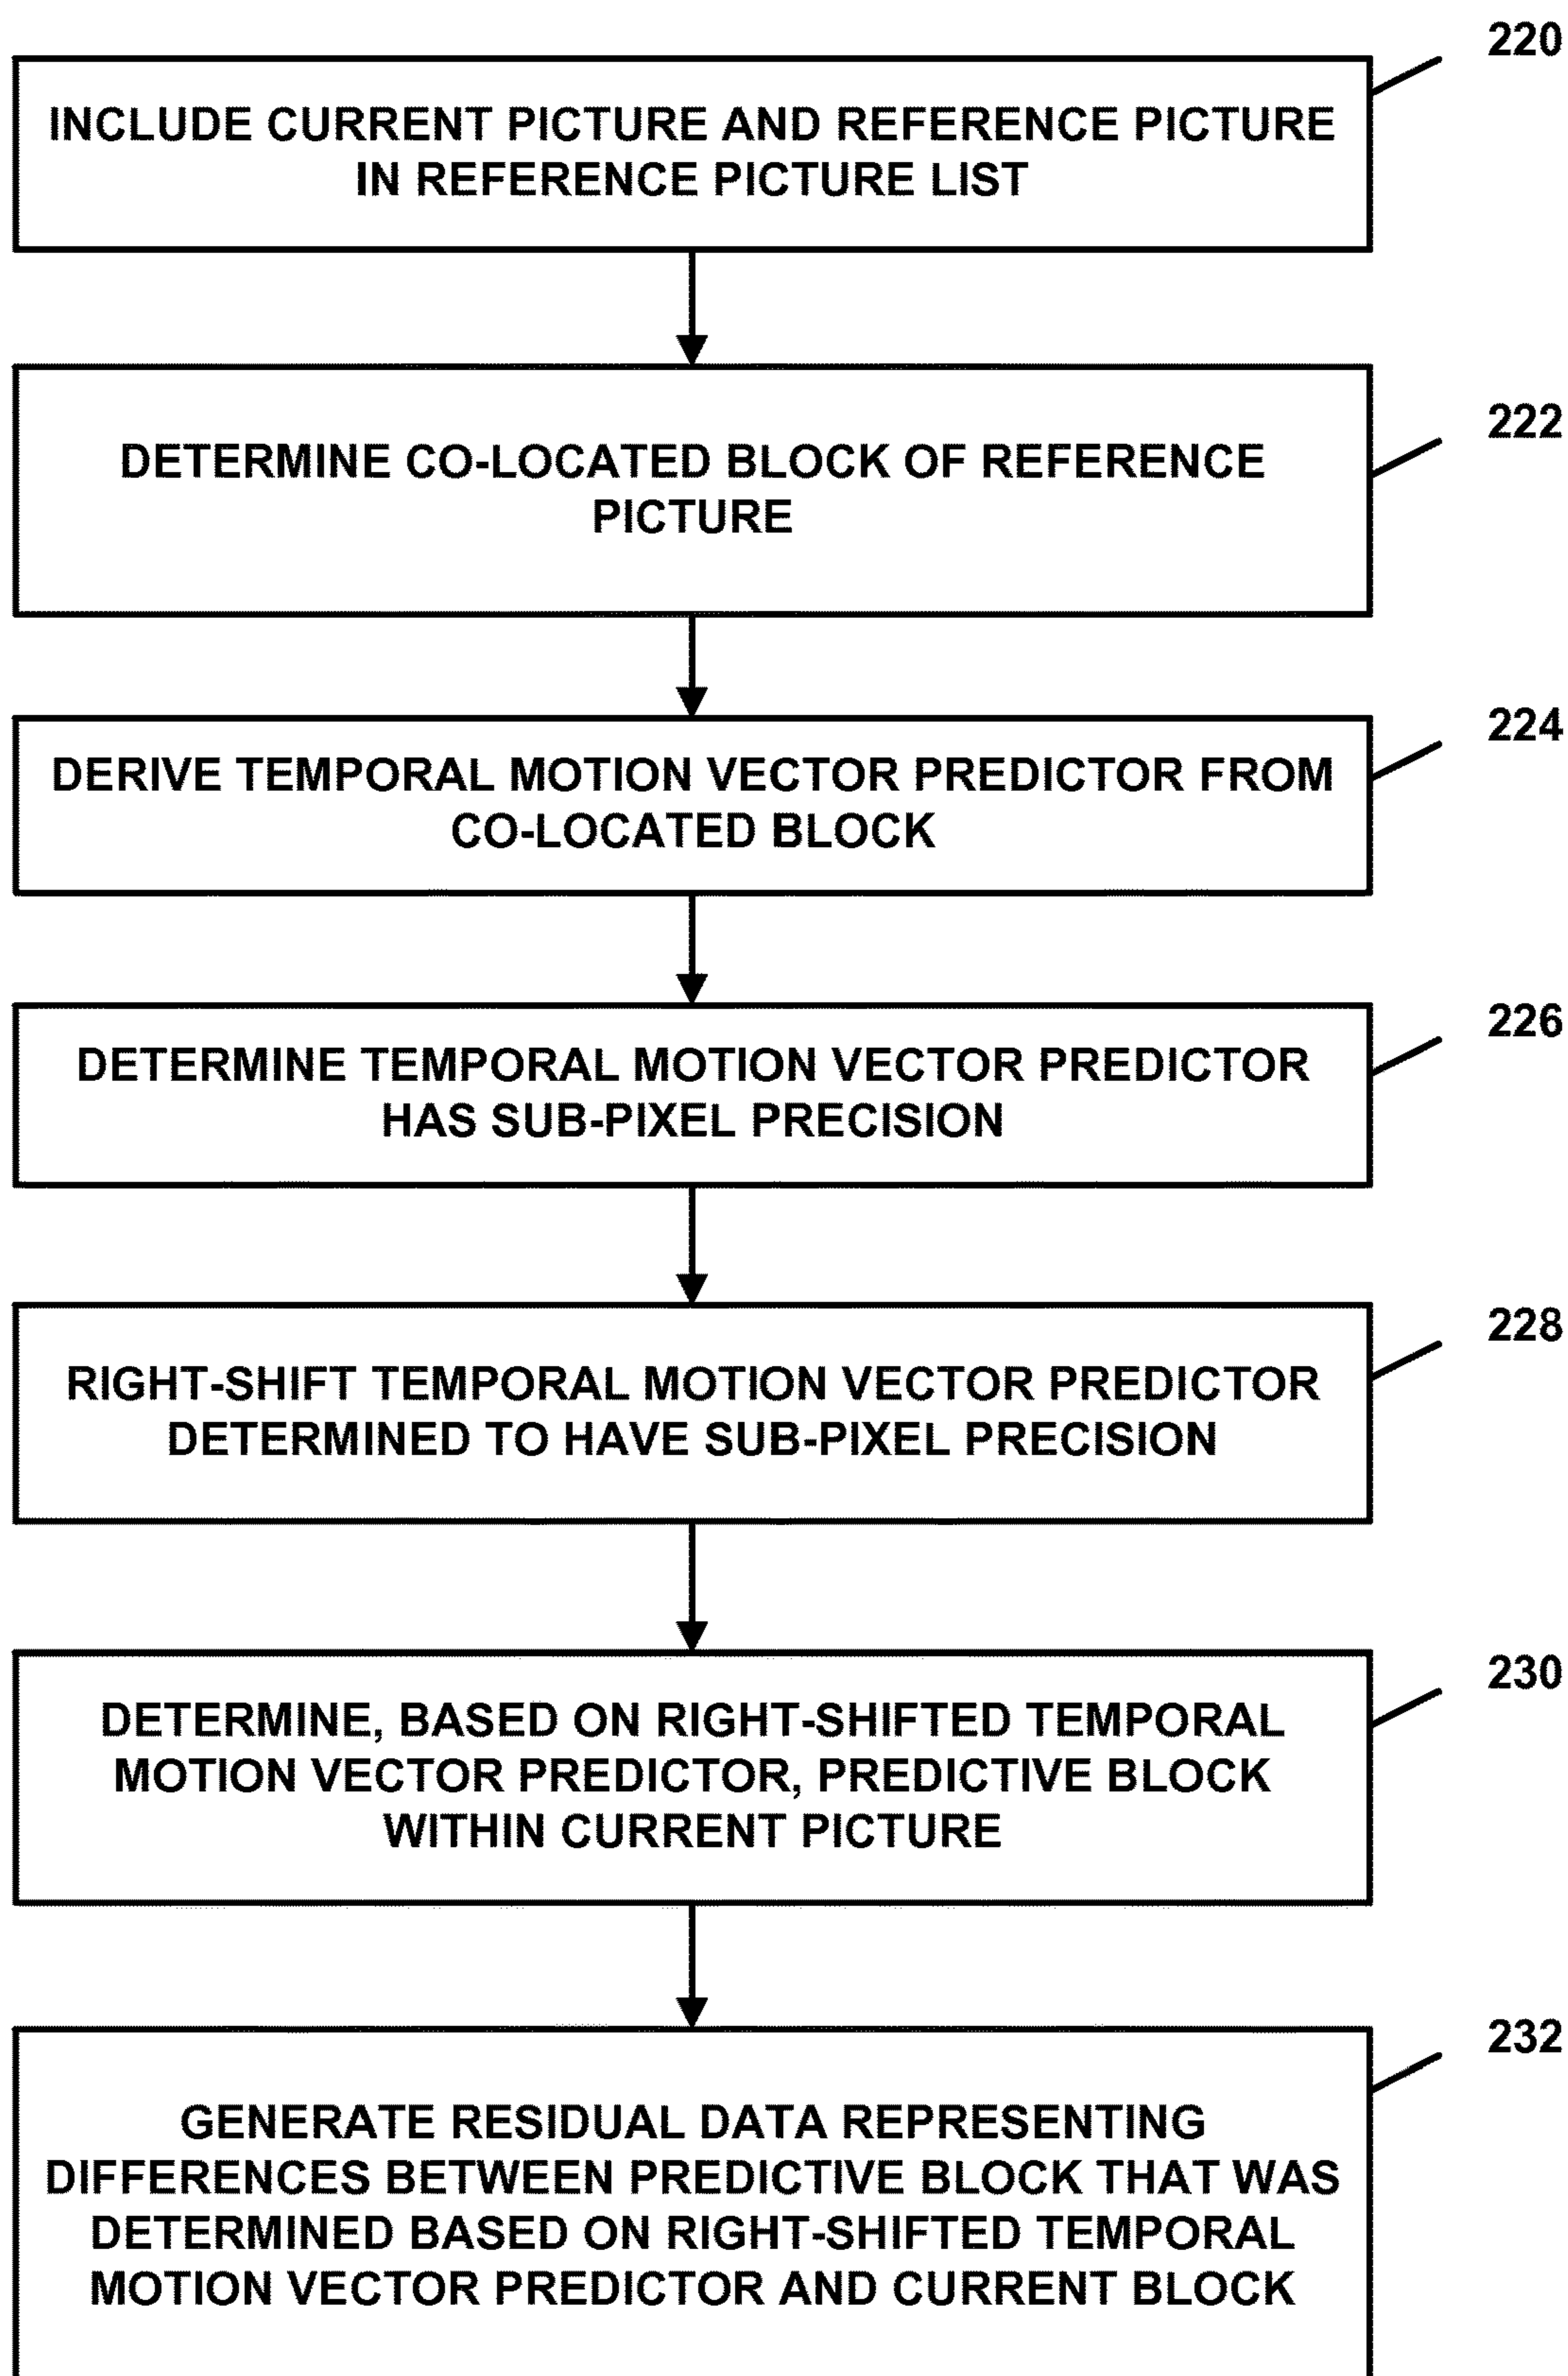 220
INCLUDE CURRENT PICTURE AND REFERENCE PICTURE
IN REFERENCE PICTURE LIST
222
DETERMINE CO-LOCATED BLOCK OF REFERENCE
PICTURE
224
DERIVE TEMPORAL MOTION VECTOR PREDICTOR FROM
CO-LOCATED BLOCK
226
DETERMINE TEMPORAL MOTION VECTOR PREDICTOR
HAS SUB-PIXEL PRECISION
228
RIGHT-SHIFT TEMPORAL MOTION VECTOR PREDICTOR
DETERMINED TO HAVE SUB-PIXEL PRECISION
230
DETERMINE, BASED ON RIGHT-SHIFTED TEMPORAL
MOTION VECTOR PREDICTOR, PREDICTIVE BLOCK
WITHIN CURRENT PICTURE
232
GENERATE RESIDUAL DATA REPRESENTING
DIFFERENCES BETWEEN PREDICTIVE BLOCK THAT WAS
DETERMINED BASED ON RIGHT-SHIFTED TEMPORAL
MOTION VECTOR PREDICTOR AND CURRENT BLOCK